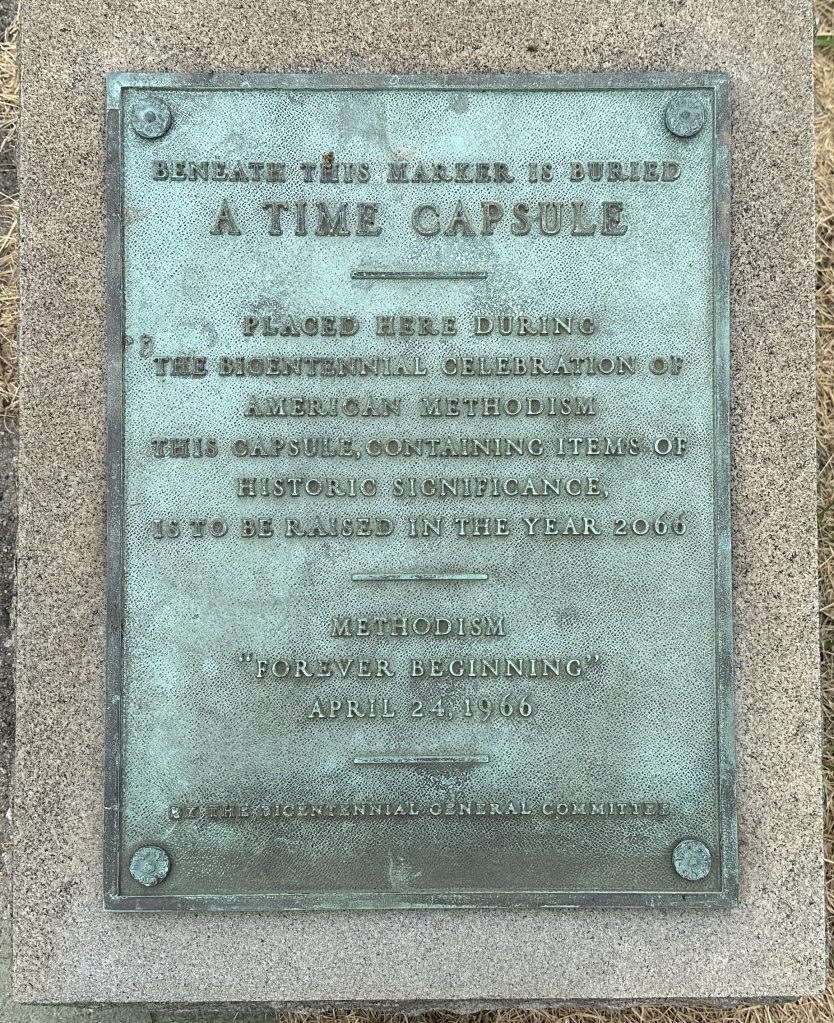 BENEATH THIS MARKER IS BURIED
A TIME CAPSULE
PLACED HERE DURING
THE BICENTENNIAL CELEBRATION OF
AMERICAN METHODISM
THIS CAPSULE, CONTAINING ITEMS OF
HISTORIC SIGNIFICANCE,
IS TO BE RAISED IN THE YEAR 2066
METHODISM
"FOREVER BEGINNING"
APRIL 24, 1966
BY THE BICENTENNIAL GENERAL COMMITTEE